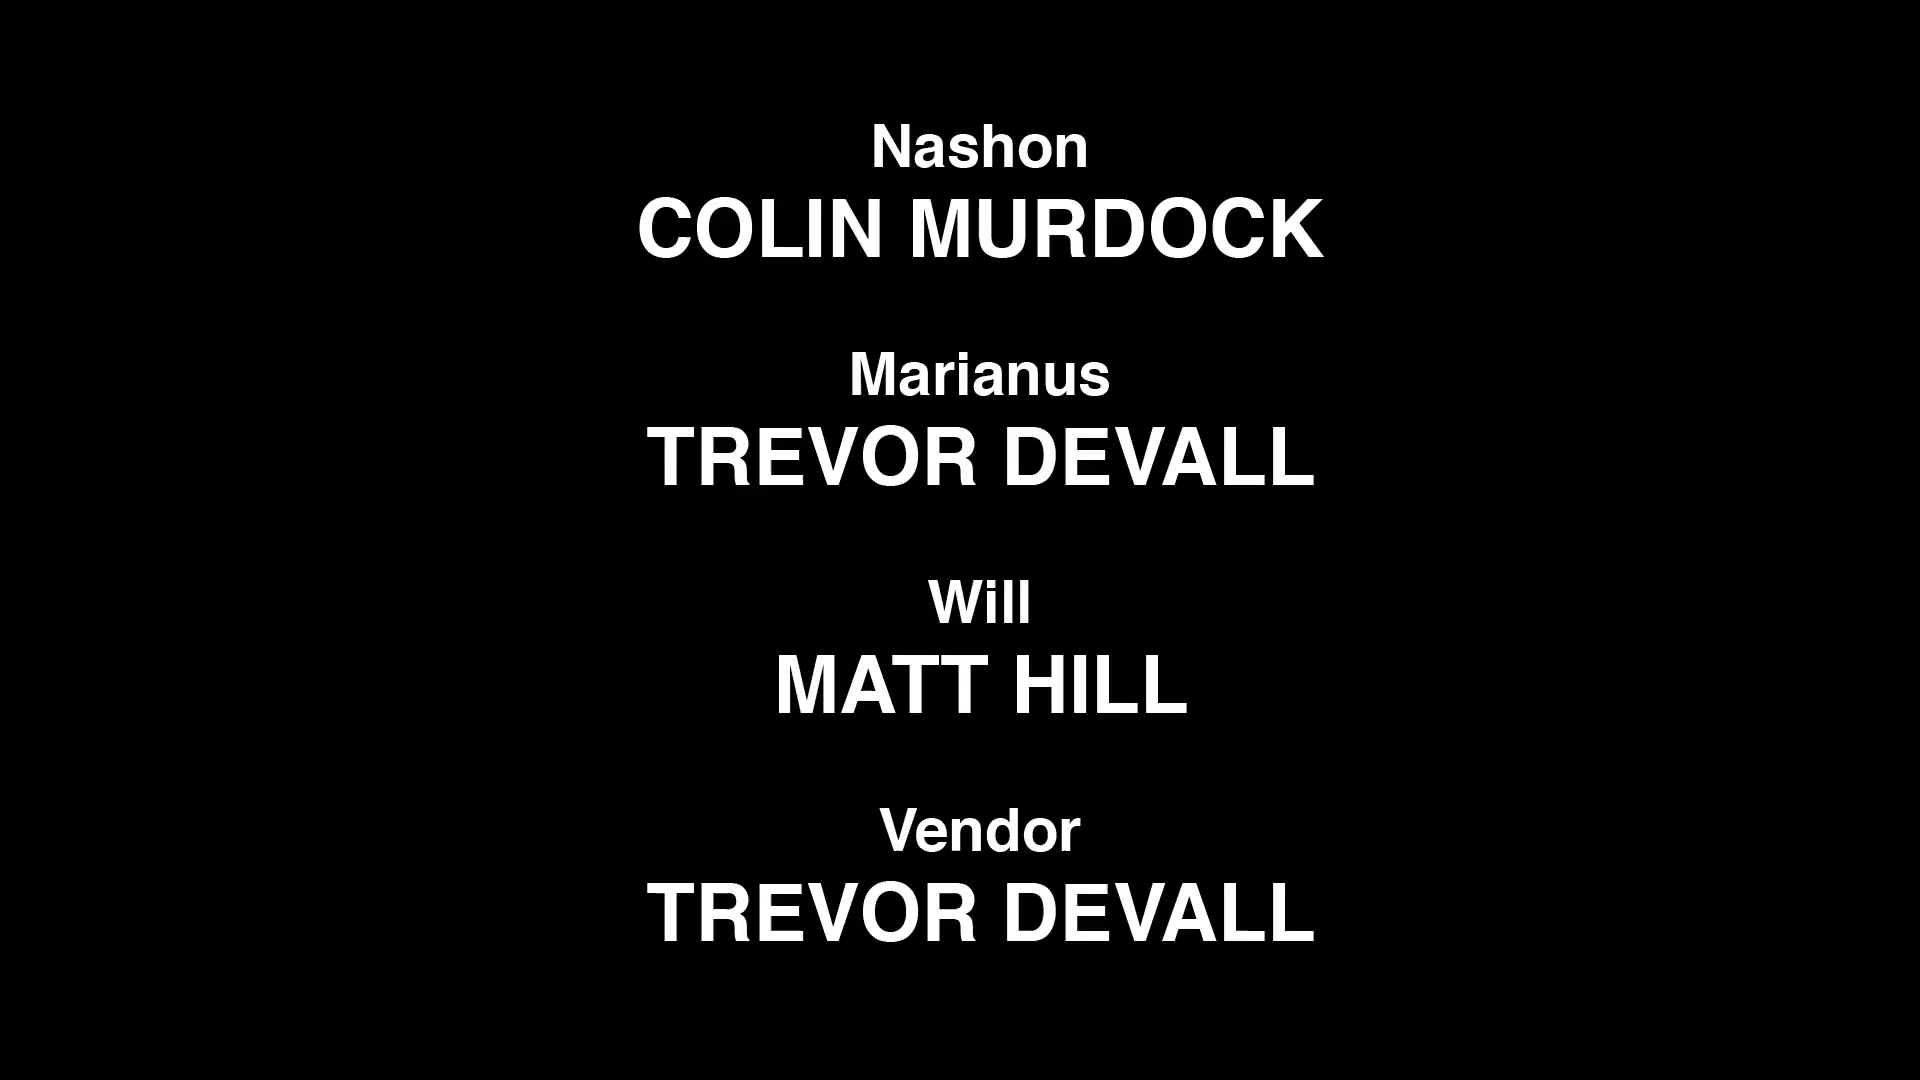 Nashon
COLIN MURDOCK
Marianus
TREVOR DEVALL
Will
MATT HILL
Vendor
TREVOR DEVALL